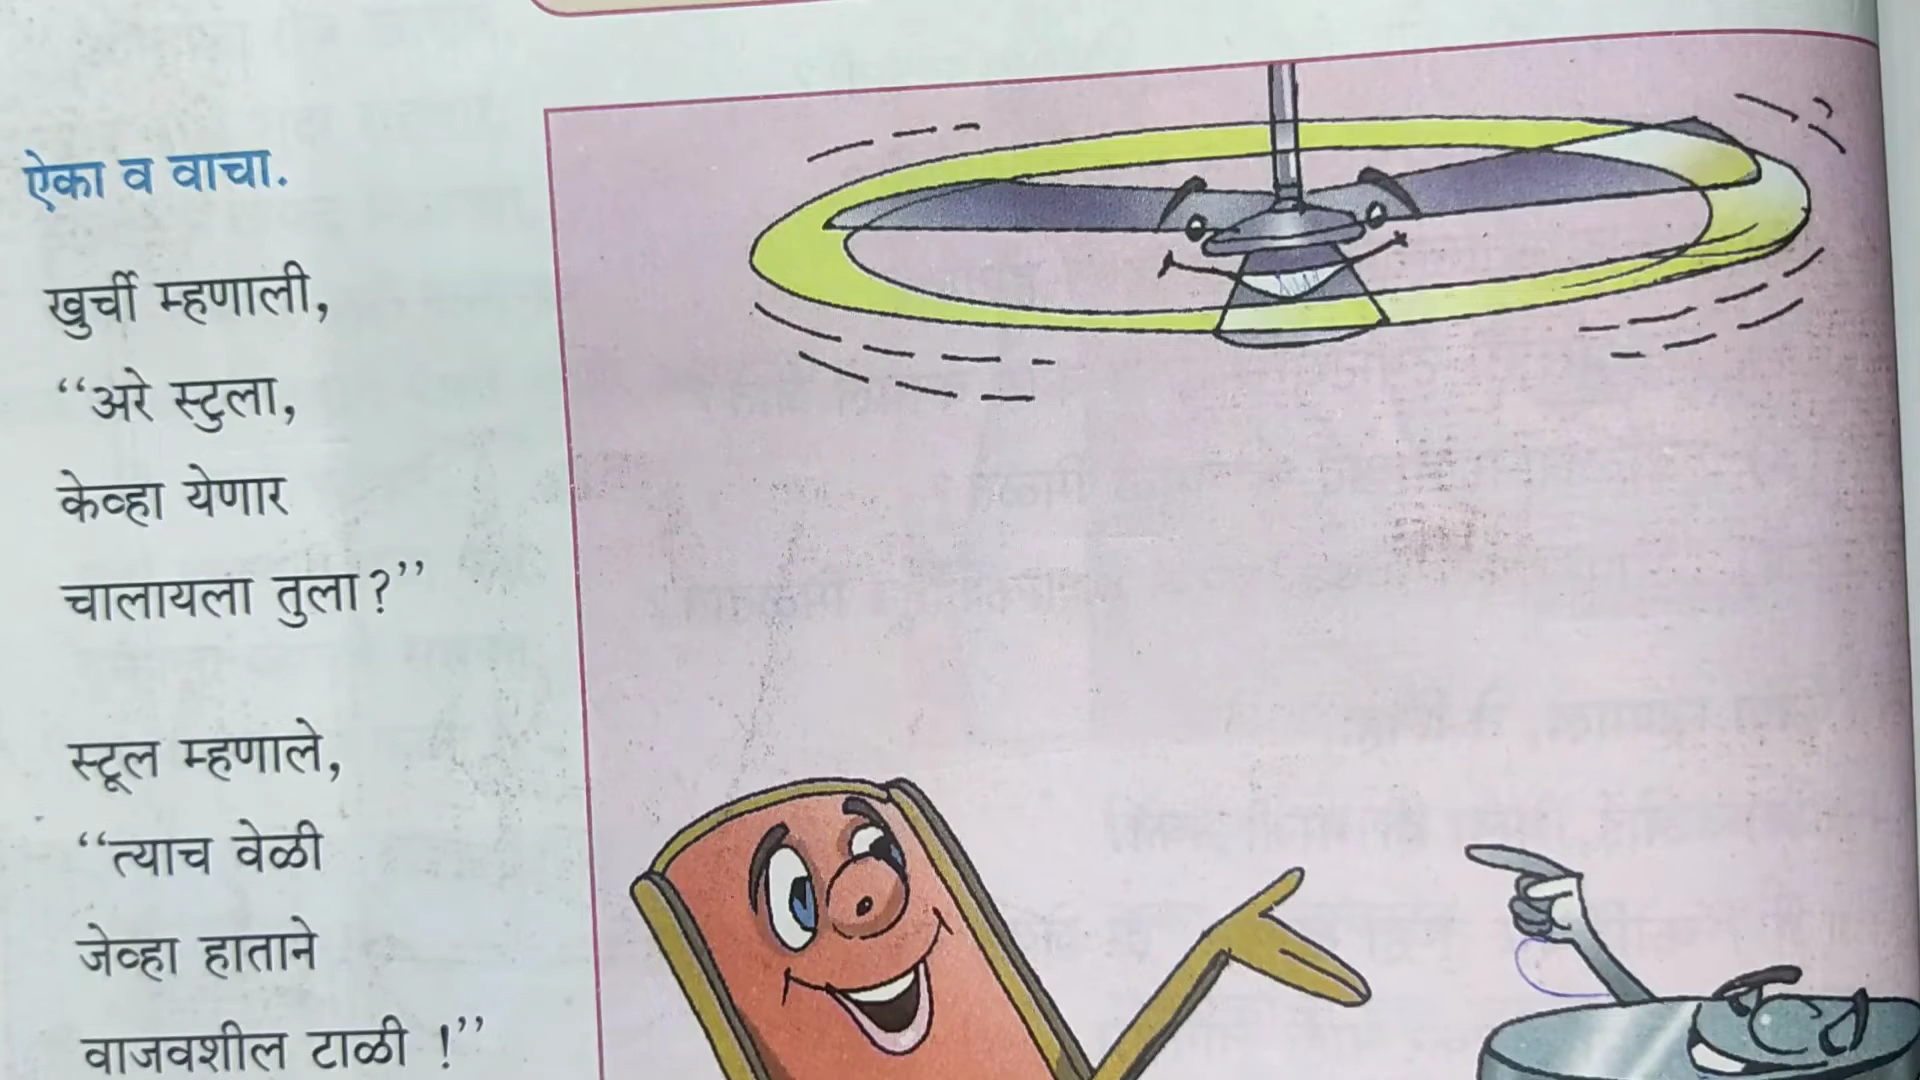 ऐका व वाचा.
खुर्ची म्हणाली,
“अरे स्टुला,
केव्हा येणार
चालायला तुला?”
स्टूल म्हणाले,
“त्याच वेळी
जेव्हा हाताने
वाजवशील टाळी !”